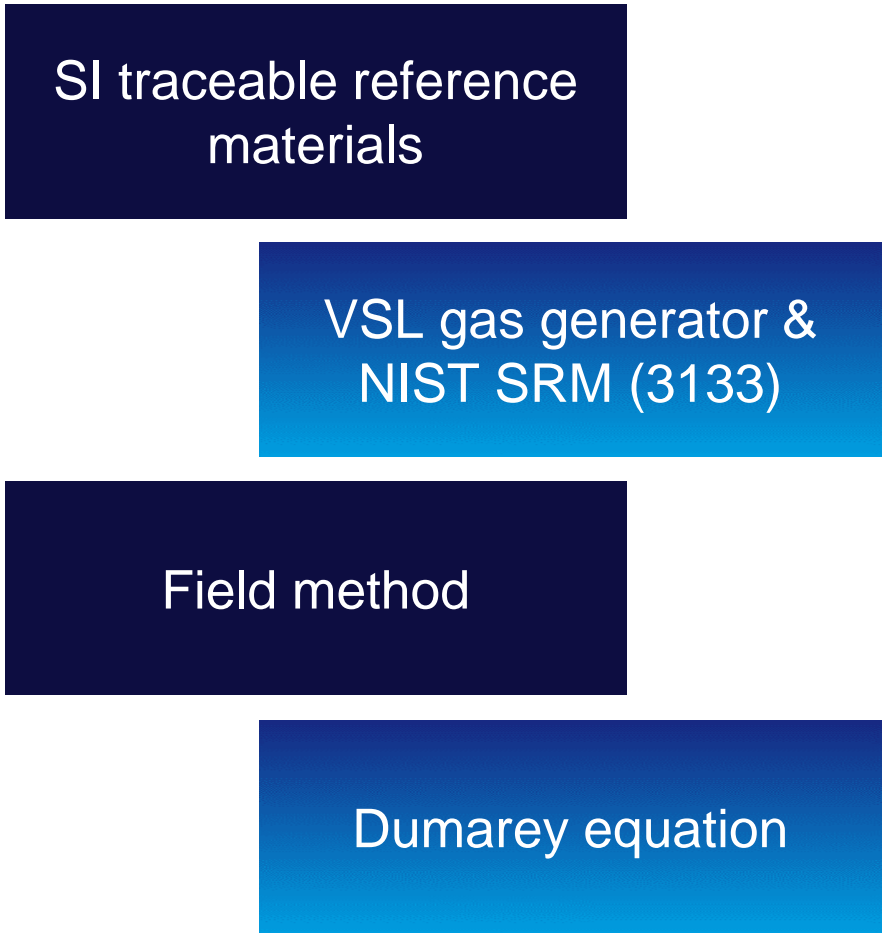 SI traceable reference
materials
VSL gas generator &
NIST SRM (3133)
Field method
Dumarey equation